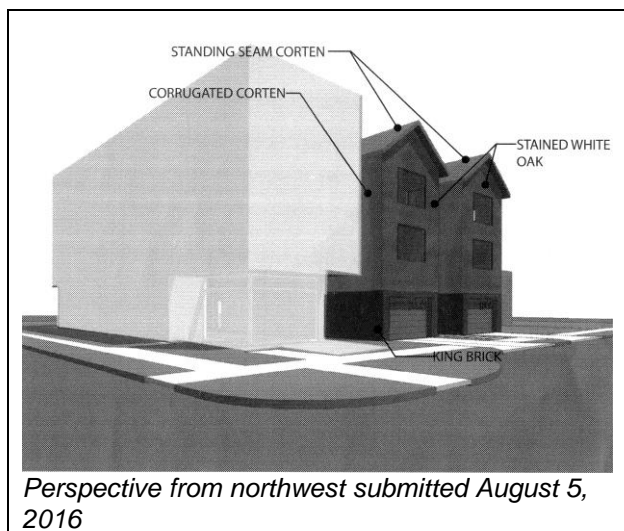 STANDING SEAM CORTEN
CORRUGATED CORTEN
STAINED WHITE
OAK
KING BRICK
Perspective from northwest submitted August 5,
2016